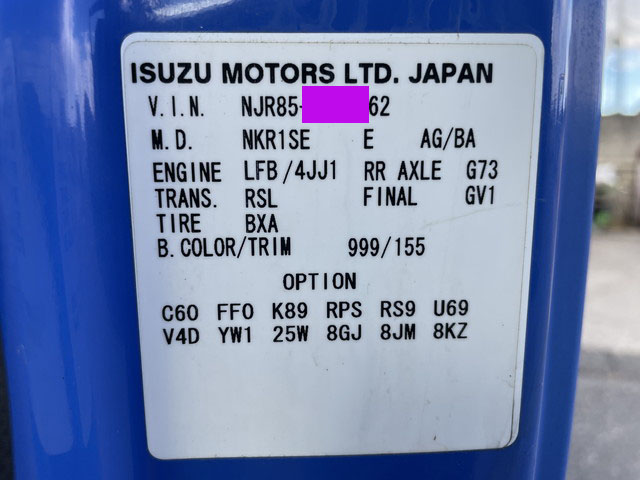 ISUZU MOTORS LTD. JAPAN
V.I.N. NJR85- 62
M.D. NKR1SE E AG/BA
ENGINE LFB/4JJ1 RR AXLE G73
TRANS. RSL FINAL GV1
TIRE BXA
B.COLOR/TRIM 999/155
OPTION
C60 FF0 K89 RPS RS9 U69
V4D YW1 25W 8GJ 8JM 8KZ